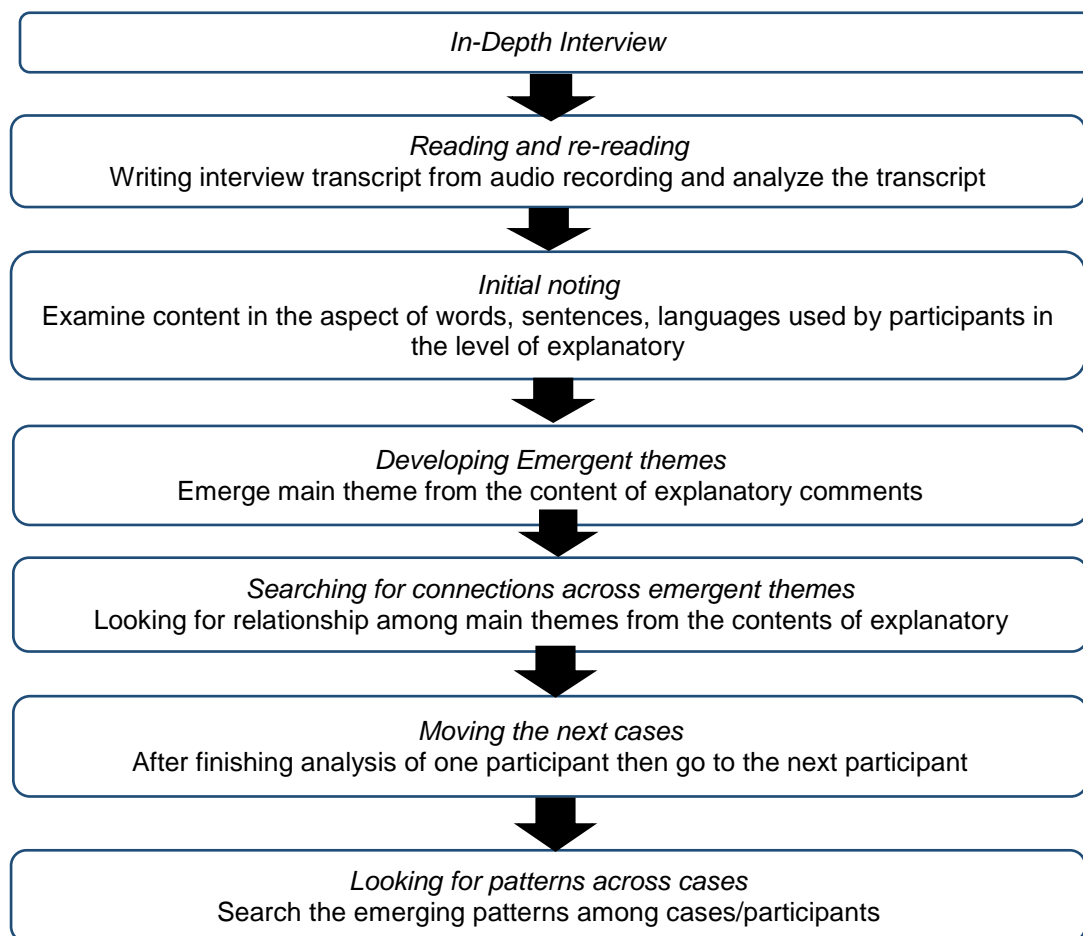 In-Depth Interview
Reading and re-reading
Writing interview transcript from audio recording and analyze the transcript
Initial noting
Examine content in the aspect of words, sentences, languages used by participants in
the level of explanatory
Developing Emergent themes
Emerge main theme from the content of explanatory comments
Searching for connections across emergent themes
Looking for relationship among main themes from the contents of explanatory
Moving the next cases
After finishing analysis of one participant then go to the next participant
Looking for patterns across cases
Search the emerging patterns among cases/participants